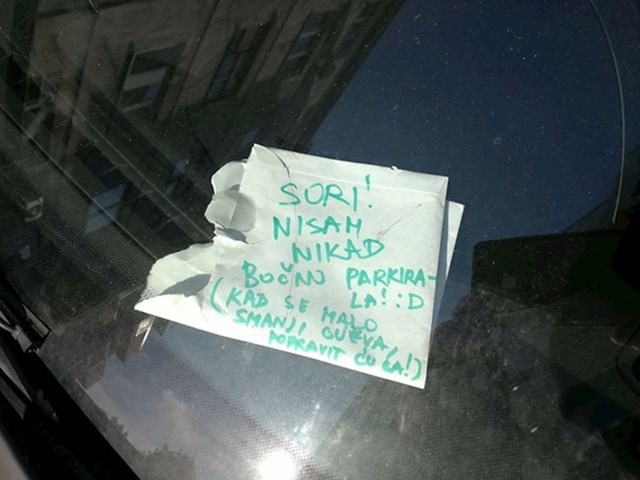 SORI!
NISAM
NIKAD
BOČNO PARKIRA-
LA! :D
(KAD SE MALO
SMANJI GUŽVA,
POPRAVIT ĆU GA!)